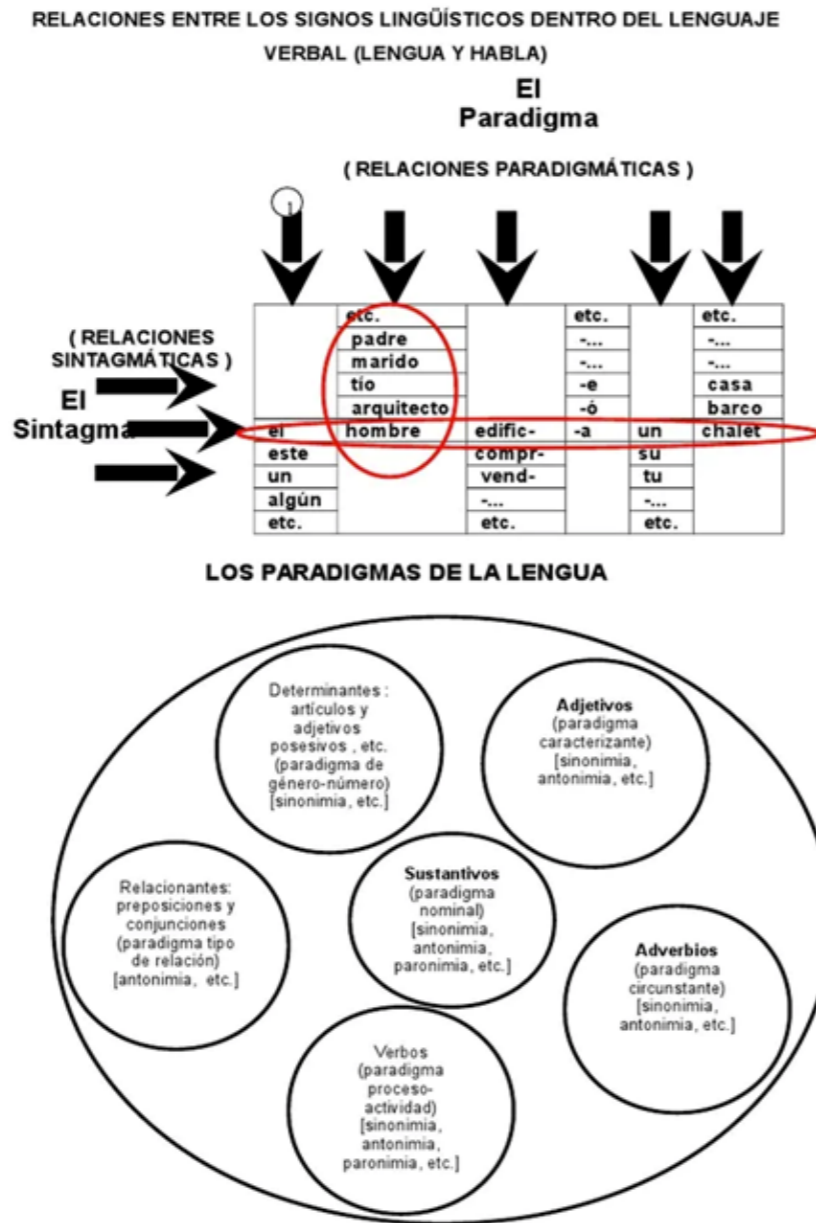 RELACIONES ENTRE LOS SIGNOS LINGÜÍSTICOS DENTRO DEL LENGUAJE
VERBAL (LENGUA Y HABLA)
El
Paradigma
( RELACIONES PARADIGMÁTICAS )
1
( RELACIONES
SINTAGMÁTICAS )
El
Sintagma
etc. etc. etc.
padre -... -...
marido -... -...
tío -e casa
arquitecto -ó barco
el hombre edific- -a un chalet
este compr- su
un vend- tu
algún -... -...
etc. etc. etc.
LOS PARADIGMAS DE LA LENGUA
Determinantes :
artículos y
adjetivos
posesivos , etc.
(paradigma de
género-número)
[sinonimia, etc.]
Adjetivos
(paradigma
caracterizante)
[sinonimia,
antonimia, etc.]
Relacionantes:
preposiciones y
conjunciones
(paradigma tipo
de relación)
[antonimia, etc.]
Sustantivos
(paradigma
nominal)
[sinonimia,
antonimia,
paronimia, etc.]
Adverbios
(paradigma
circunstante)
[sinonimia,
antonimia, etc.]
Verbos
(paradigma
proceso-
actividad)
[sinonimia,
antonimia,
paronimia, etc.]